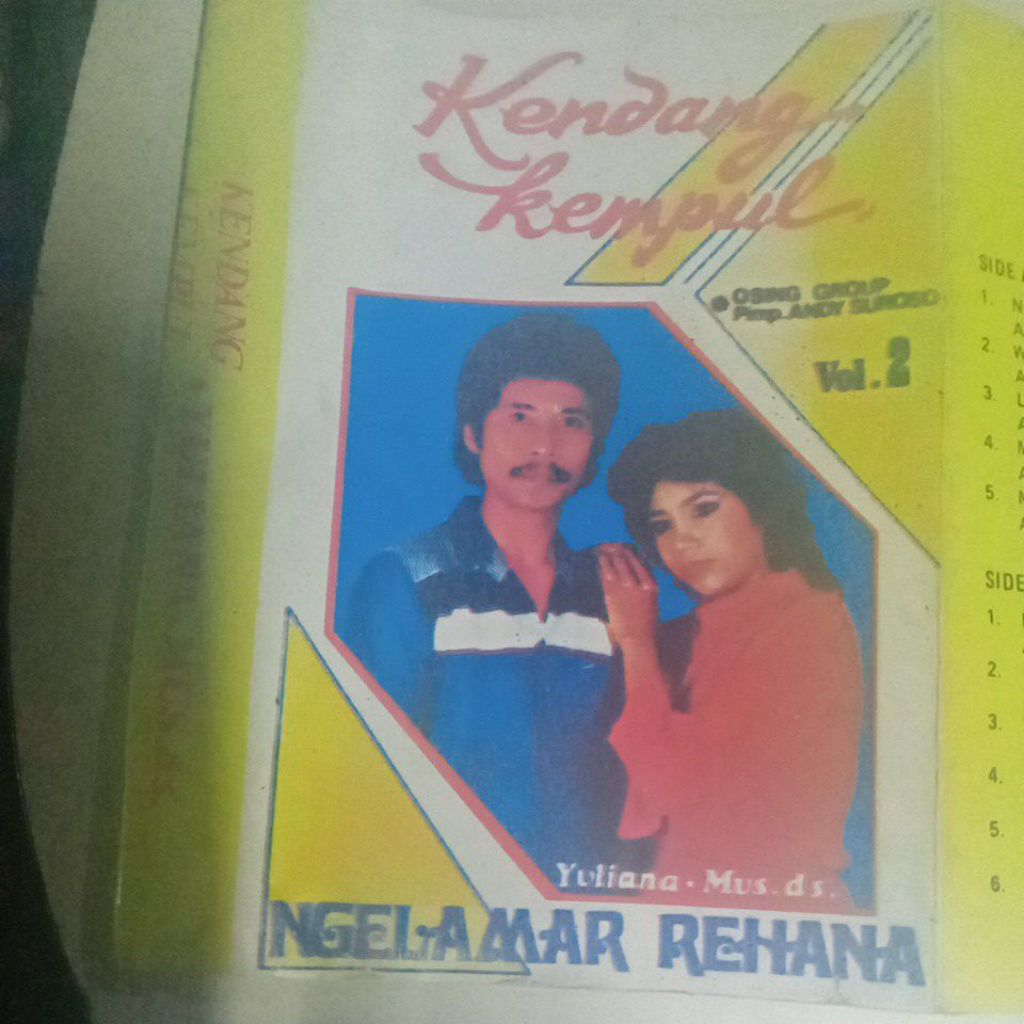 Kendang
kempul
OSING GROUP
Pimp. ANDY SUROSO
Vol. 2
Yuliana - Mus. ds.
NGELAMAR REHANA
KENDANG
SIDE
1.
2.
3.
4.
5.
SIDE
1.
2.
3.
4.
5.
6.